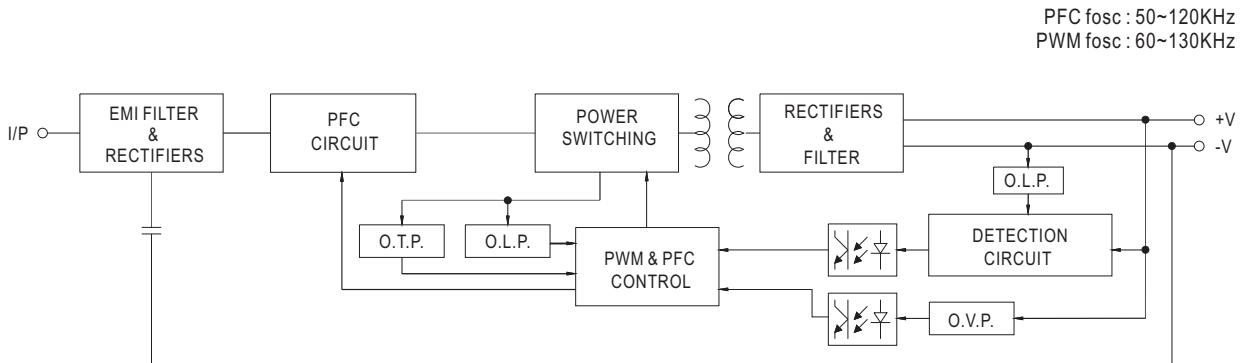 PFC fosc : 50~120KHz
PWM fosc : 60~130KHz
I/P
EMI FILTER
&
RECTIFIERS
PFC
CIRCUIT
POWER
SWITCHING
RECTIFIERS
&
FILTER
+V
-V
O.L.P.
O.T.P.
O.L.P.
PWM & PFC
CONTROL
DETECTION
CIRCUIT
O.V.P.